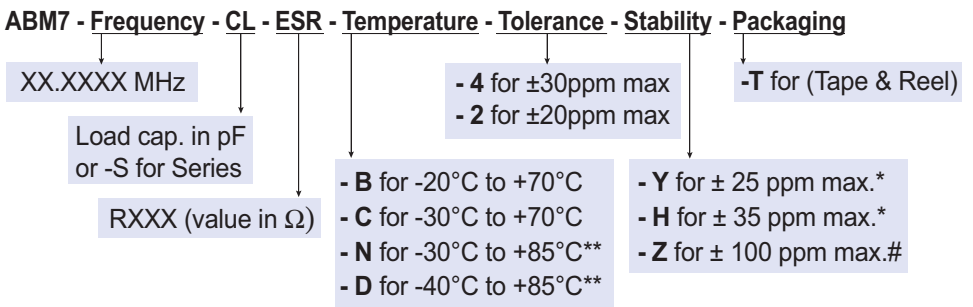 ABM7 - Frequency - CL - ESR - Temperature - Tolerance - Stability - Packaging
XX.XXXX MHz
Load cap. in pF
or -S for Series
RXXX (value in Ω)
- B for -20°C to +70°C
- C for -30°C to +70°C
- N for -30°C to +85°C**
- D for -40°C to +85°C**
- 4 for ±30ppm max
- 2 for ±20ppm max
- Y for ± 25 ppm max.*
- H for ± 35 ppm max.*
- Z for ± 100 ppm max.#
-T for (Tape & Reel)